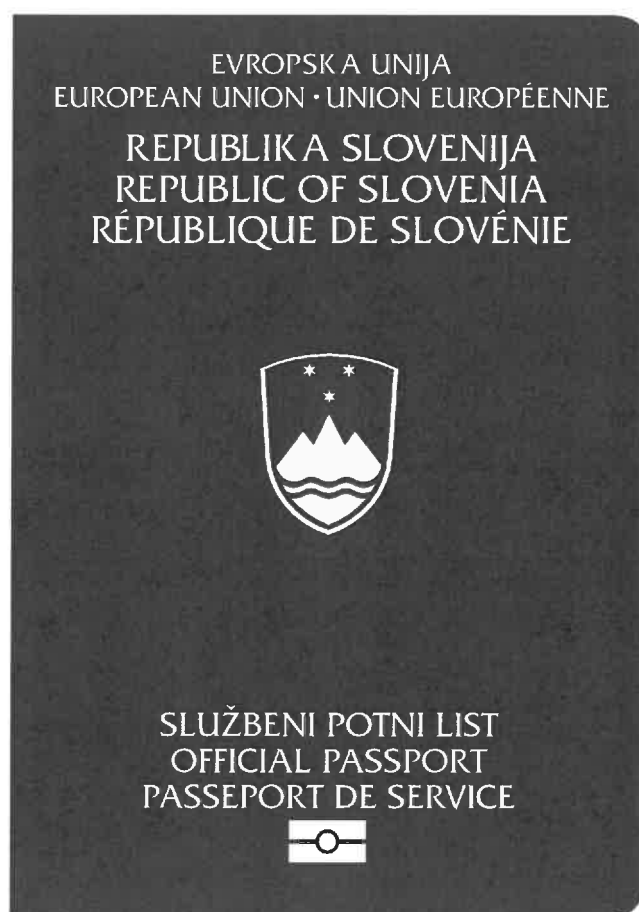 EVROPSKA UNIJA
EUROPEAN UNION · UNION EUROPÉENNE
REPUBLIKA SLOVENIJA
REPUBLIC OF SLOVENIA
RÉPUBLIQUE DE SLOVÉNIE
SLUŽBENI POTNI LIST
OFFICIAL PASSPORT
PASSEPORT DE SERVICE